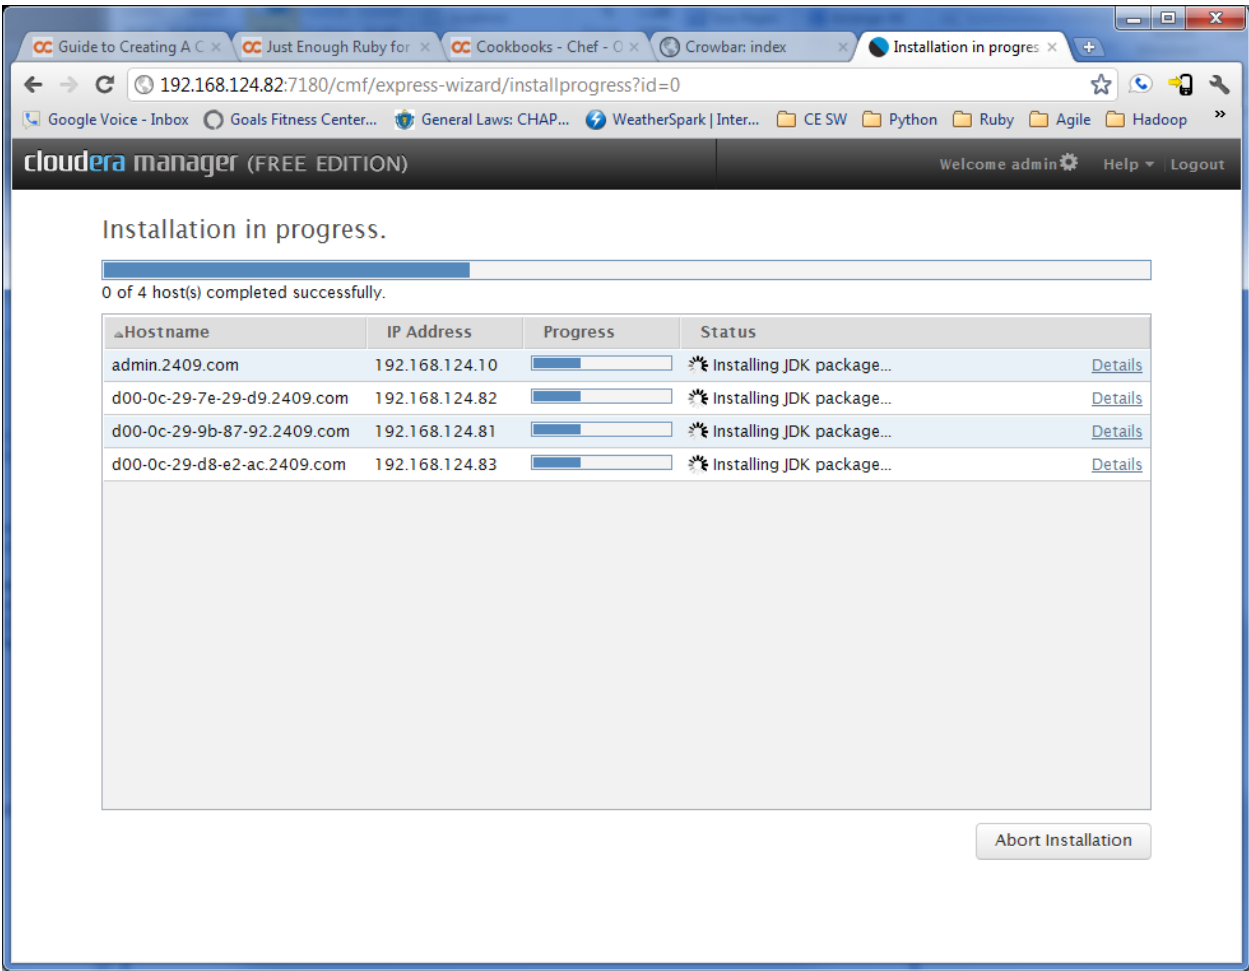 Guide to Creating A C
Just Enough Ruby for
Cookbooks - Chef - O
Crowbar: index
Installation in progres
192.168.124.82:7180/cmf/express-wizard/installprogress?id=0
Google Voice - Inbox Goals Fitness Center... General Laws: CHAP... WeatherSpark | Inter... CE SW Python Ruby Agile Hadoop »
cloudera manager (FREE EDITION) Welcome admin Help Logout
Installation in progress.
0 of 4 host(s) completed successfully.
Hostname IP Address Progress Status
admin.2409.com 192.168.124.10 Installing JDK package... Details
d00-0c-29-7e-29-d9.2409.com 192.168.124.82 Installing JDK package... Details
d00-0c-29-9b-87-92.2409.com 192.168.124.81 Installing JDK package... Details
d00-0c-29-d8-e2-ac.2409.com 192.168.124.83 Installing JDK package... Details
Abort Installation